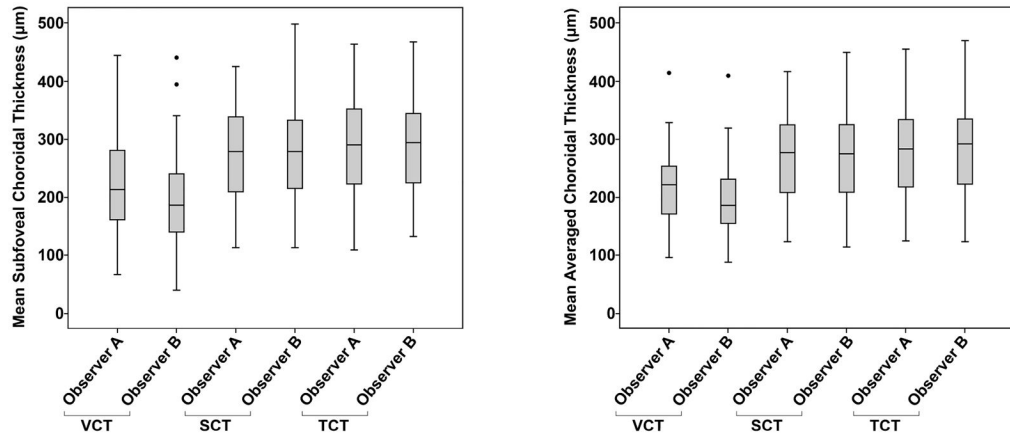 Mean Subfoveal Choroidal Thickness (µm)
500
400
300
200
100
0
Observer A
Observer B
Observer A
Observer B
Observer A
Observer B
VCT
SCT
TCT
Mean Averaged Choroidal Thickness (µm)
500
400
300
200
100
0
Observer A
Observer B
Observer A
Observer B
Observer A
Observer B
VCT
SCT
TCT